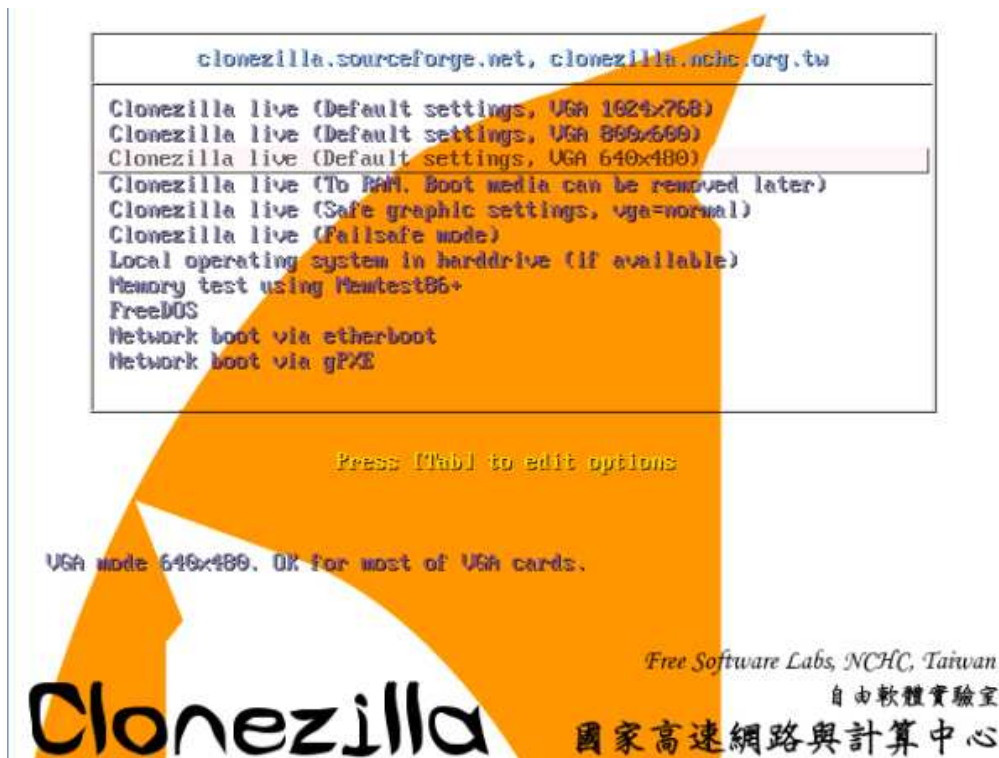 clonezilla.sourceforge.net, clonezilla.nchc.org.tw
Clonezilla live (Default settings, VGA 1024x768)
Clonezilla live (Default settings, VGA 800x600)
Clonezilla live (Default settings, VGA 640x480)
Clonezilla live (To RAM. Boot media can be removed later)
Clonezilla live (Safe graphic settings, vga=normal)
Clonezilla live (Failsafe mode)
Local operating system in harddrive (if available)
Memory test using Memtest86+
FreeDOS
Network boot via etherboot
Network boot via gPXE
Press [Tab] to edit options
VGA mode 640x480. OK for most of VGA cards.
Free Software Labs, NCHC, Taiwan
自由軟體實驗室
Clonezilla 國家高速網路與計算中心